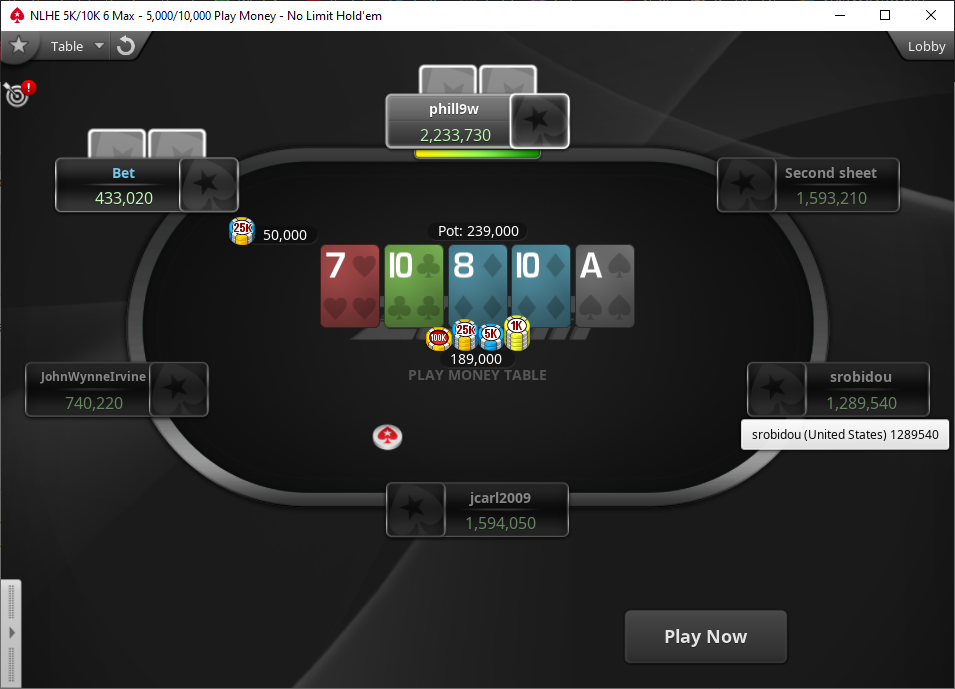 NLHE 5K/10K 6 Max - 5,000/10,000 Play Money - No Limit Hold'em
Table
Lobby
!
phill9w
2,233,730
Bet
433,020
Second sheet
1,593,210
25K
50,000
Pot: 239,000
7
10
8
10
A
100K
25K
5K
1K
189,000
PLAY MONEY TABLE
JohnWynneIrvine
740,220
srobidou
1,289,540
srobidou (United States) 1289540
jcarl2009
1,594,050
Play Now